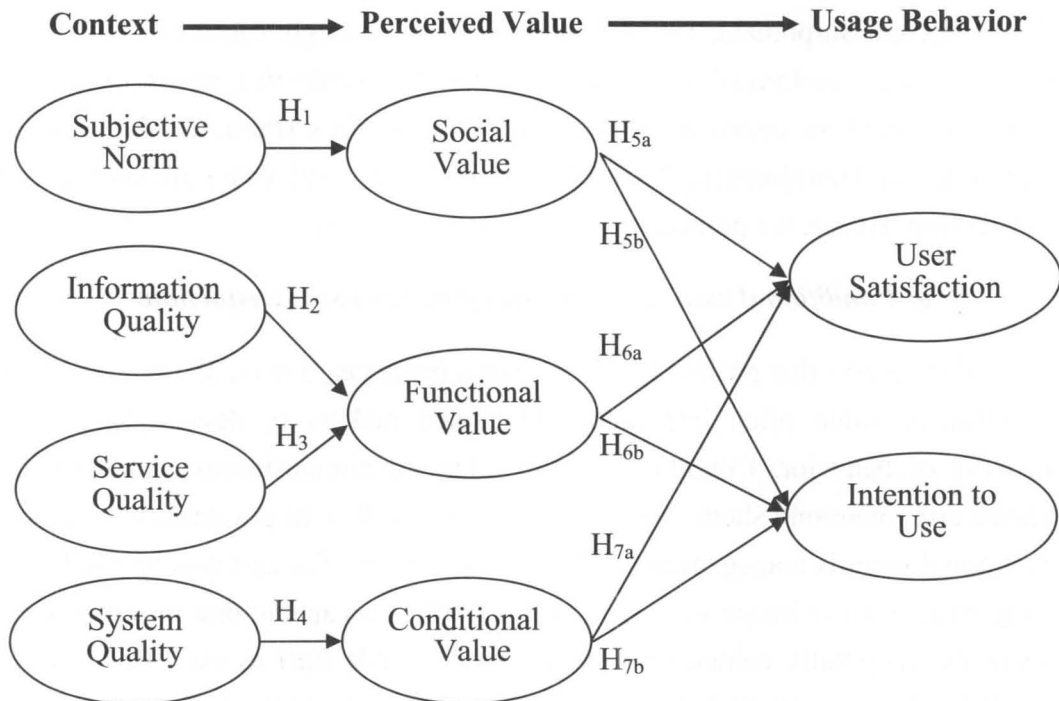 Context Perceived Value Usage Behavior
Subjective
Norm
H1
Social
Value
H5a
H5b
User
Satisfaction
Information
Quality
H2
Functional
Value
H6a
H6b
Service
Quality
H3
Intention to
Use
System
Quality
H4
Conditional
Value
H7a
H7b